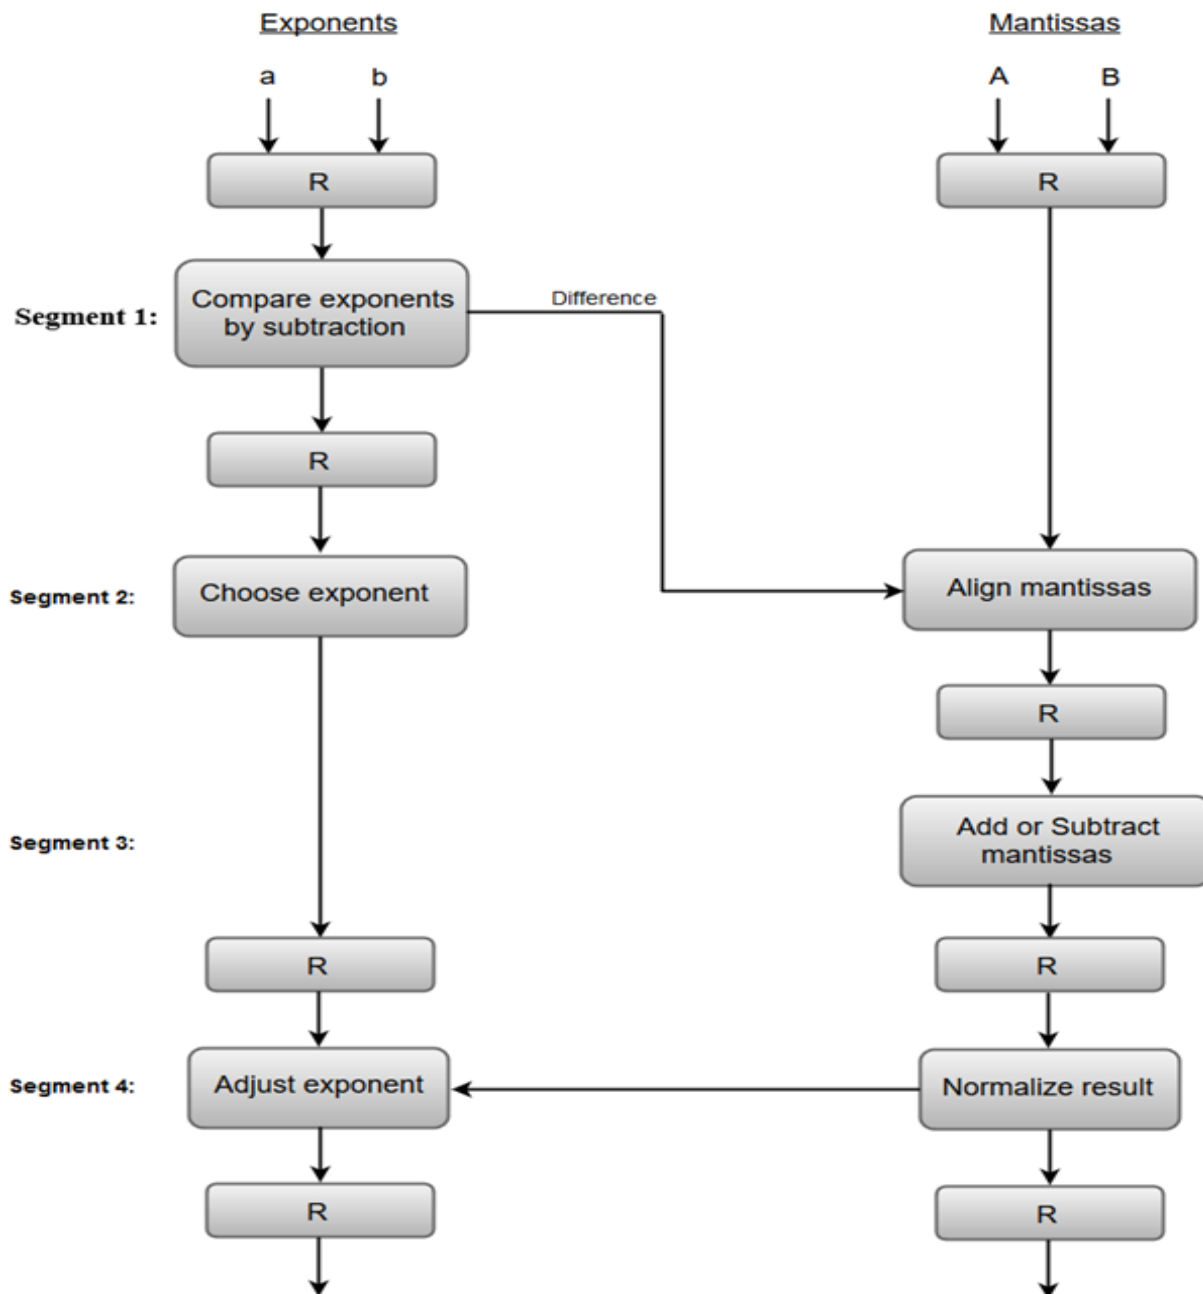 Exponents
Mantissas
a
b
A
B
R
R
Segment 1:
Compare exponents
by subtraction
Difference
R
Segment 2:
Choose exponent
Align mantissas
R
Segment 3:
Add or Subtract
mantissas
R
R
Segment 4:
Adjust exponent
Normalize result
R
R